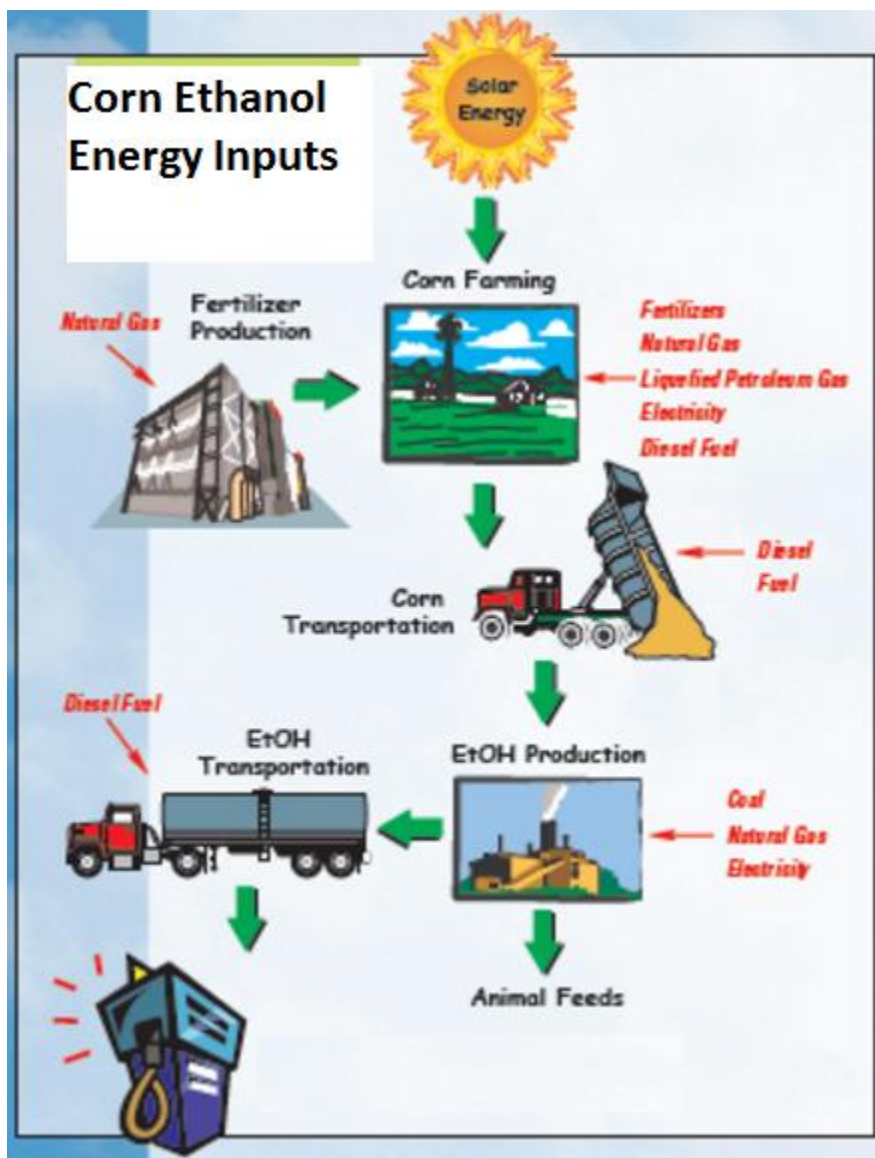 Corn Ethanol
Energy Inputs
Solar
Energy
Corn Farming
Fertilizer
Production
Natural Gas
Fertilizers
Natural Gas
Liquefied Petroleum Gas
Electricity
Diesel Fuel
Diesel
Fuel
Corn
Transportation
Diesel Fuel
EtOH
Transportation
EtOH Production
Coal
Natural Gas
Electricity
Animal Feeds